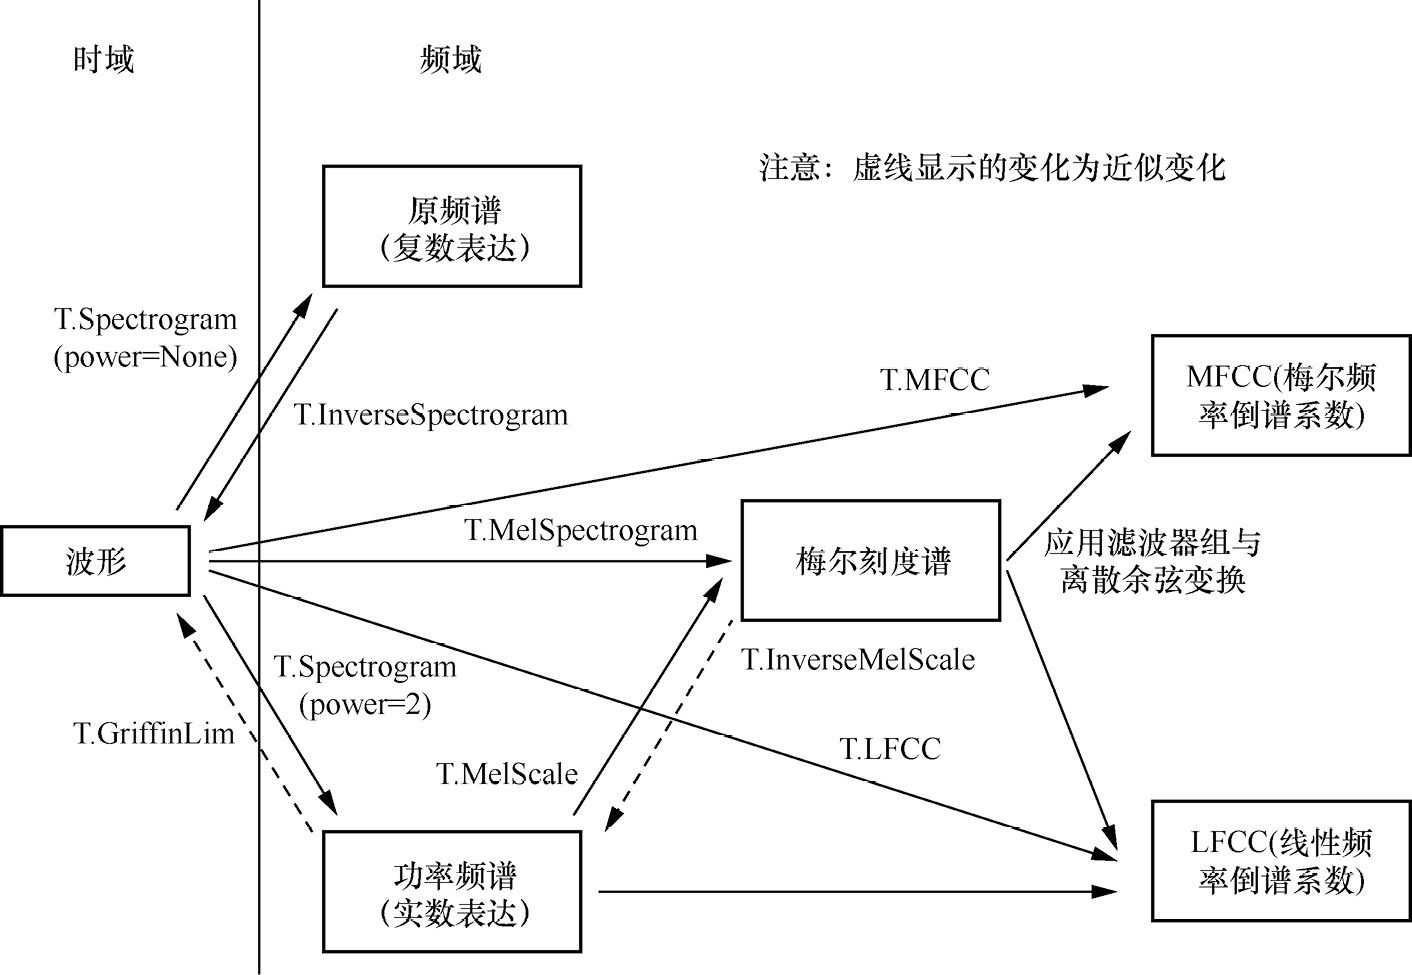 时域
频域
注意：虚线显示的变化为近似变化
原频谱
（复数表达）
T.Spectrogram
(power=None)
T.InverseSpectrogram
T.MFCC
MFCC(梅尔频
率倒谱系数)
波形
T.MelSpectrogram
梅尔刻度谱
应用滤波器组与
离散余弦变换
T.Spectrogram
(power=2)
T.InverseMelScale
T.GriffinLim
T.MelScale
T.LFCC
功率频谱
（实数表达）
LFCC(线性频
率倒谱系数)